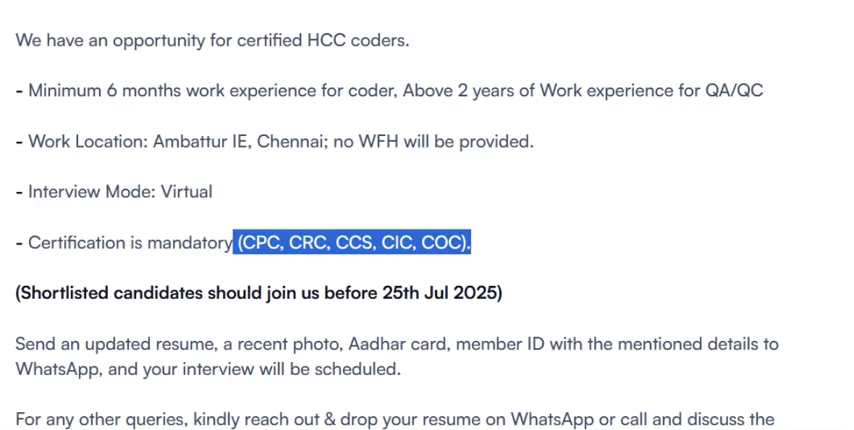 We have an opportunity for certified HCC coders.
- Minimum 6 months work experience for coder, Above 2 years of Work experience for QA/QC
- Work Location: Ambattur IE, Chennai; no WFH will be provided.
- Interview Mode: Virtual
- Certification is mandatory (CPC, CRC, CCS, CIC, COC).
(Shortlisted candidates should join us before 25th Jul 2025)
Send an updated resume, a recent photo, Aadhar card, member ID with the mentioned details to
WhatsApp, and your interview will be scheduled.
For any other queries, kindly reach out & drop your resume on WhatsApp or call and discuss the